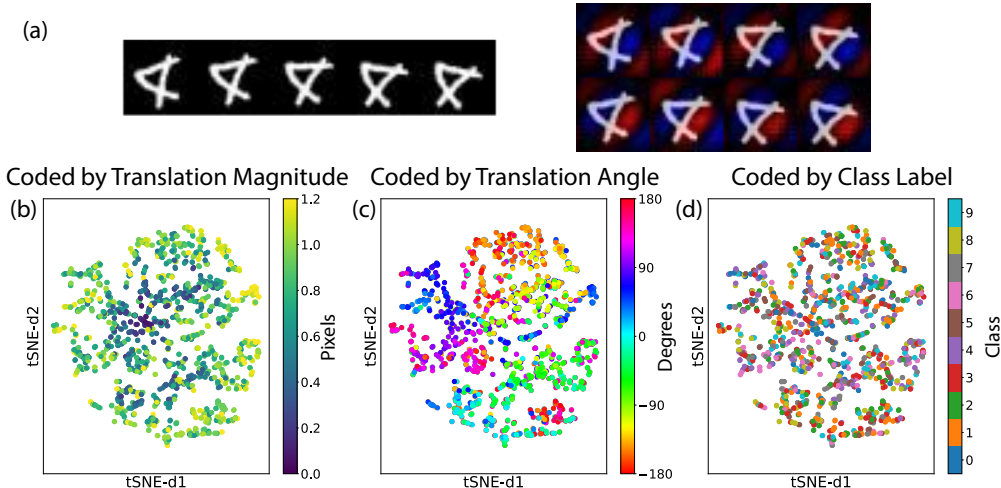 (a)
Coded by Translation Magnitude
Coded by Translation Angle
Coded by Class Label
(b)
tSNE-d2
tSNE-d1
1.2
1.0
0.8
0.6
0.4
0.2
0.0
Pixels
(c)
tSNE-d2
tSNE-d1
180
90
0
−90
−180
Degrees
(d)
tSNE-d2
tSNE-d1
9
8
7
6
5
4
3
2
1
0
Class